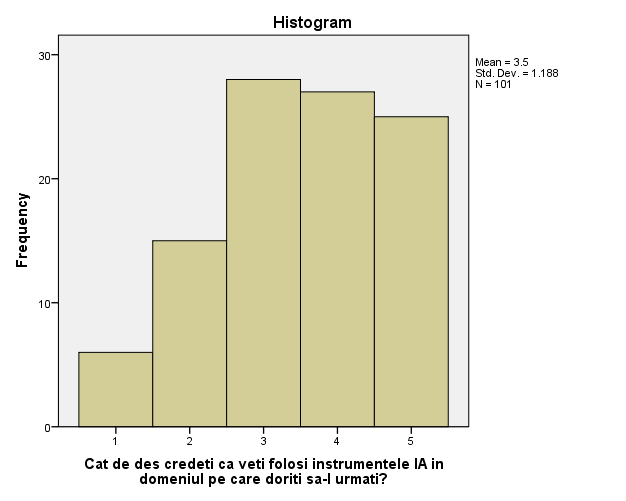 Histogram
Mean = 3.5
Std. Dev. = 1.188
N = 101
30
20
10
0
Frequency
1 2 3 4 5
Cat de des credeti ca veti folosi instrumentele IA in
domeniul pe care doriti sa-l urmati?